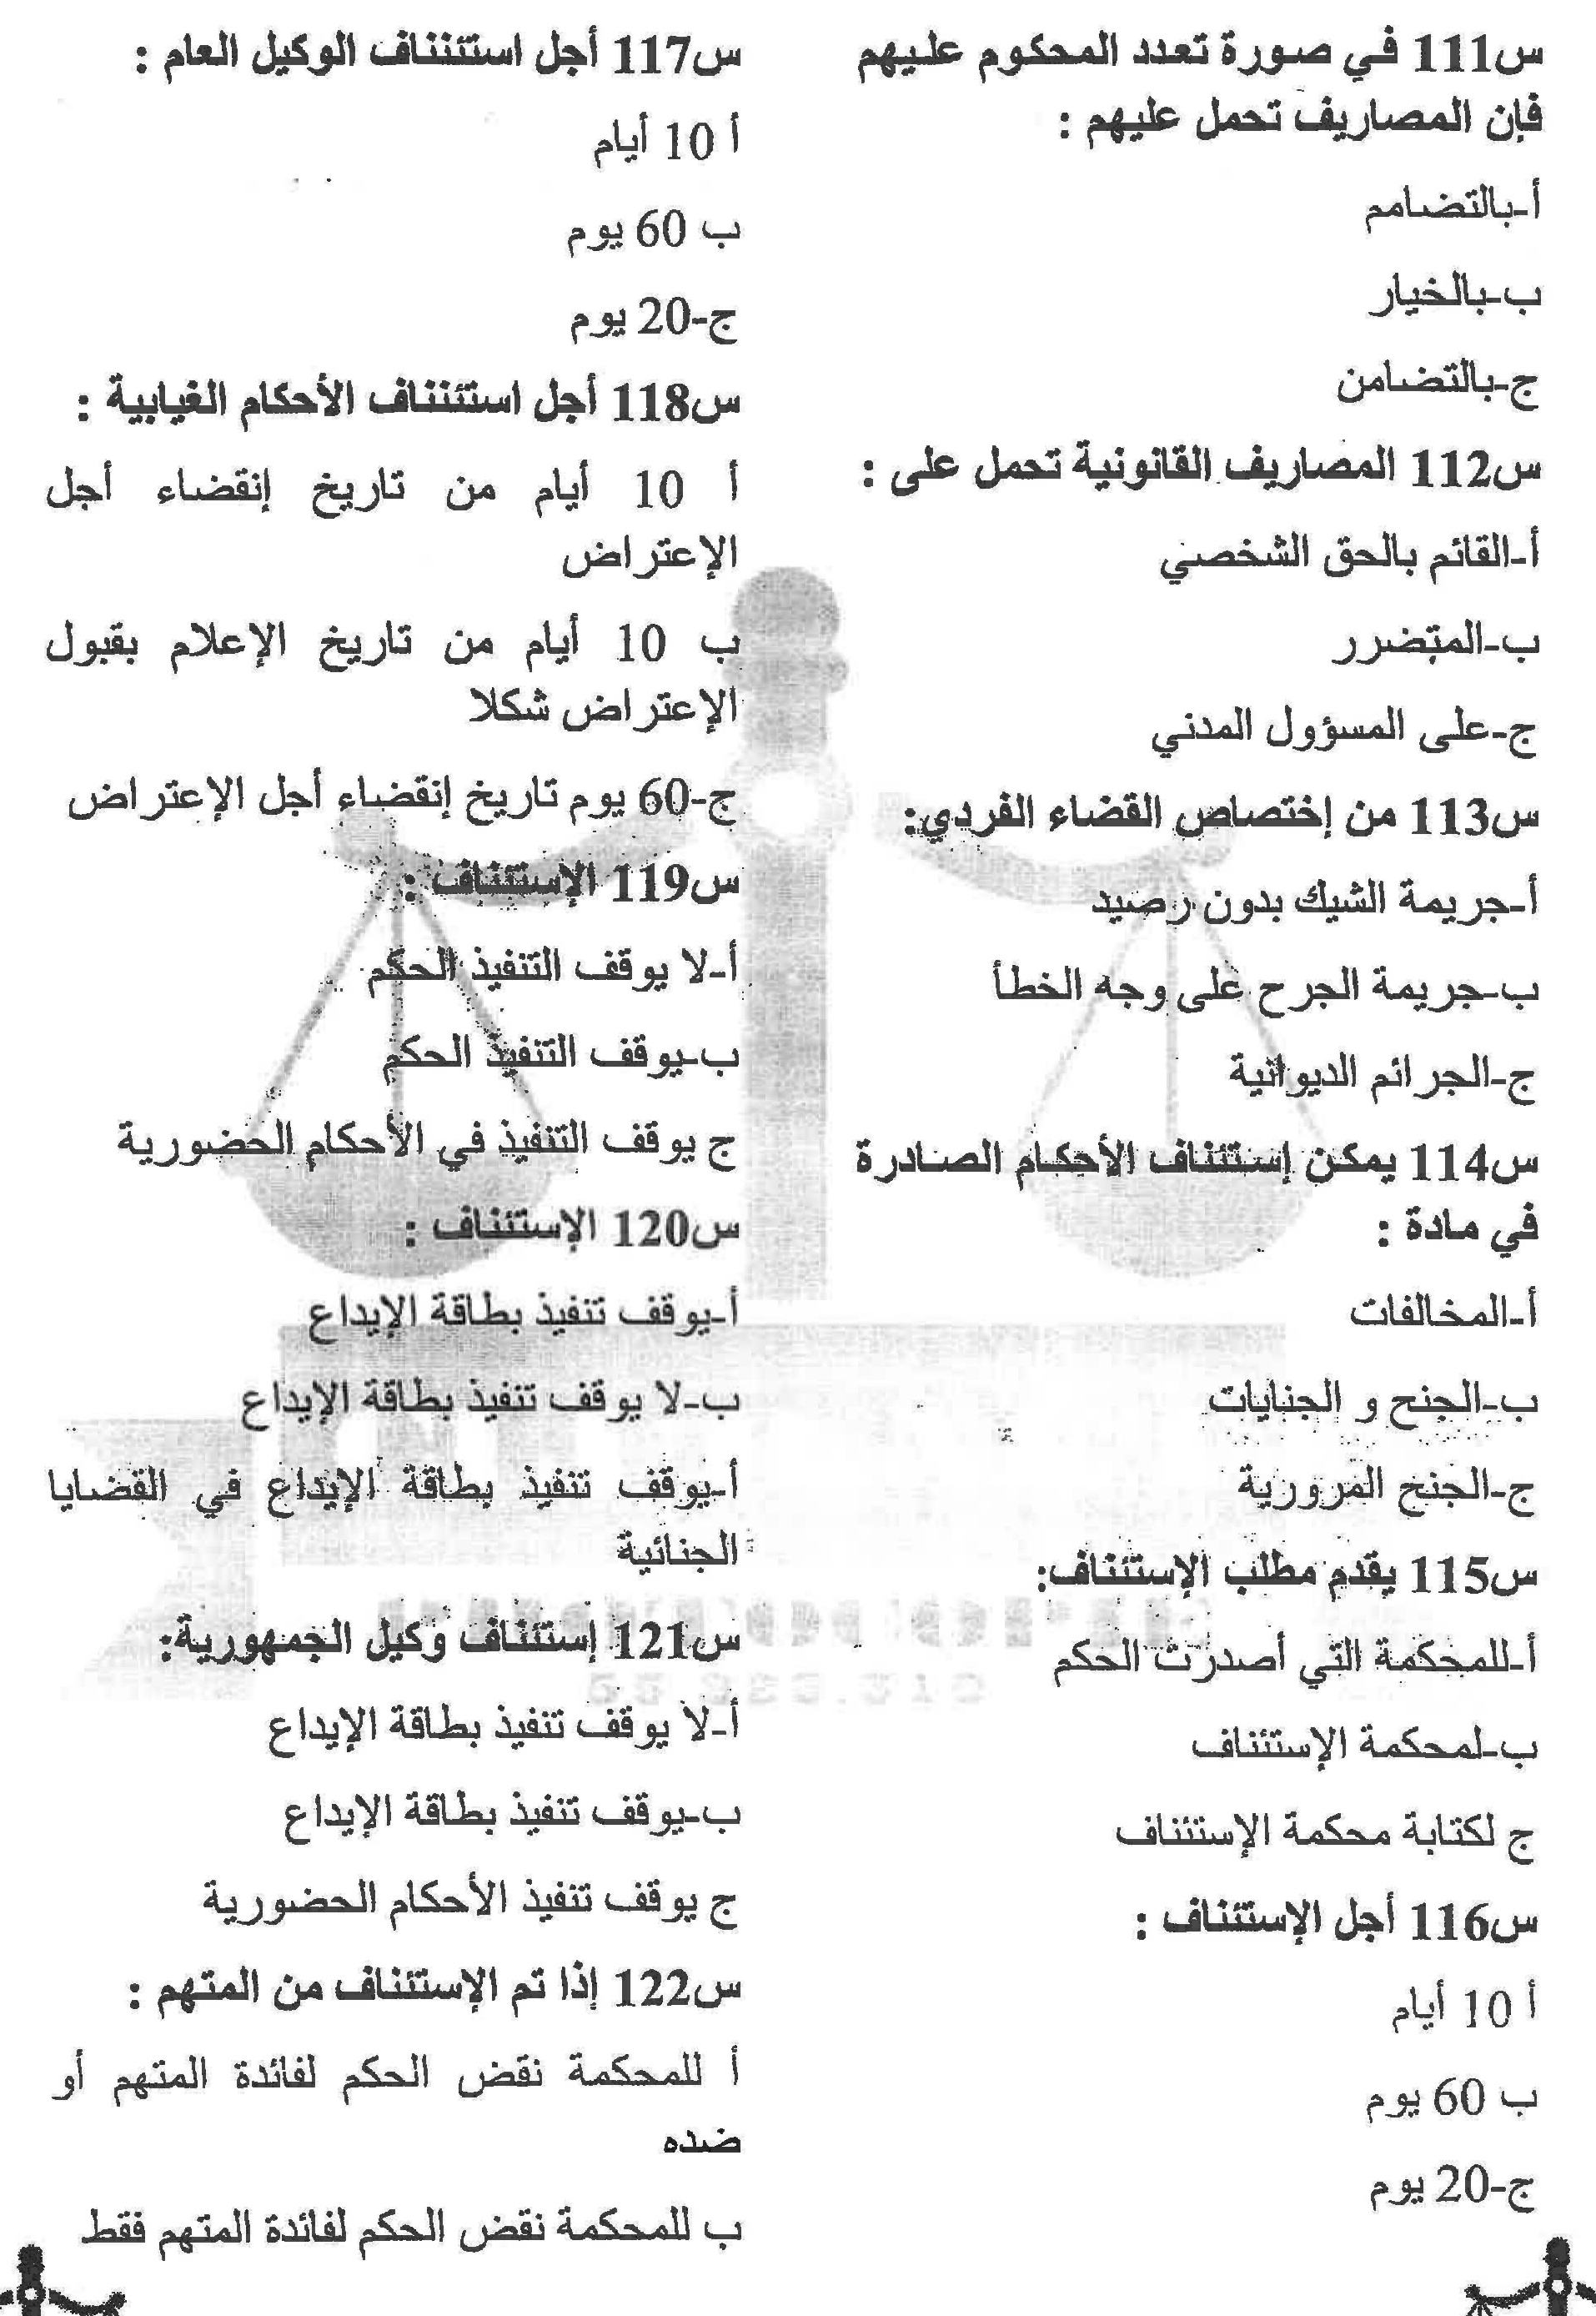 س111 في صورة تعدد المحكوم عليهم
فإن المصاريف تحمل عليهم :
أ-بالتضامم
ب-بالخيار
ج-بالتضامن
س112 المصاريف القانونية تحمل على :
أ-القائم بالحق الشخصي
ب-المتضرر
ج-على المسؤول المدني
س113 من إختصاص القضاء الفردي:
أ-جريمة الشيك بدون رصيد
ب-جريمة الجرح على وجه الخطأ
ج-الجرائم الديوانية
س114 يمكن إستئناف الأحكام الصادرة
في مادة :
أ-المخالفات
ب-الجنح و الجنايات
ج-الجنح المرورية
س115 يقدم مطلب الإستئناف:
أ-للمحكمة التي أصدرت الحكم
ب-لمحكمة الإستئناف
ج لكتابة محكمة الإستئناف
س116 أجل الإستئناف :
أ 10 أيام
ب 60 يوم
ج-20 يوم
س117 أجل استئنناف الوكيل العام :
أ 10 أيام
ب 60 يوم
ج-20 يوم
س118 أجل استئنناف الأحكام الغيابية :
أ 10 أيام من تاريخ إنقضاء أجل
الإعتراض
ب 10 أيام من تاريخ الإعلام بقبول
الإعتراض شكلا
ج-60 يوم تاريخ إنقضاء أجل الإعتراض
س119 الإستئناف :
أ-لا يوقف التنفيذ الحكم
ب-يوقف التنفيذ الحكم
ج يوقف التنفيذ في الأحكام الحضورية
س120 الإستئناف :
أ-يوقف تنفيذ بطاقة الإيداع
ب-لا يوقف تنفيذ بطاقة الإيداع
أ-يوقف تنفيذ بطاقة الإيداع في القضايا
الجنائية
س121 إستئناف وكيل الجمهورية:
أ-لا يوقف تنفيذ بطاقة الإيداع
ب-يوقف تنفيذ بطاقة الإيداع
ج يوقف تنفيذ الأحكام الحضورية
س122 إذا تم الإستئناف من المتهم :
أ للمحكمة نقض الحكم لفائدة المتهم أو
ضده
ب للمحكمة نقض الحكم لفائدة المتهم فقط